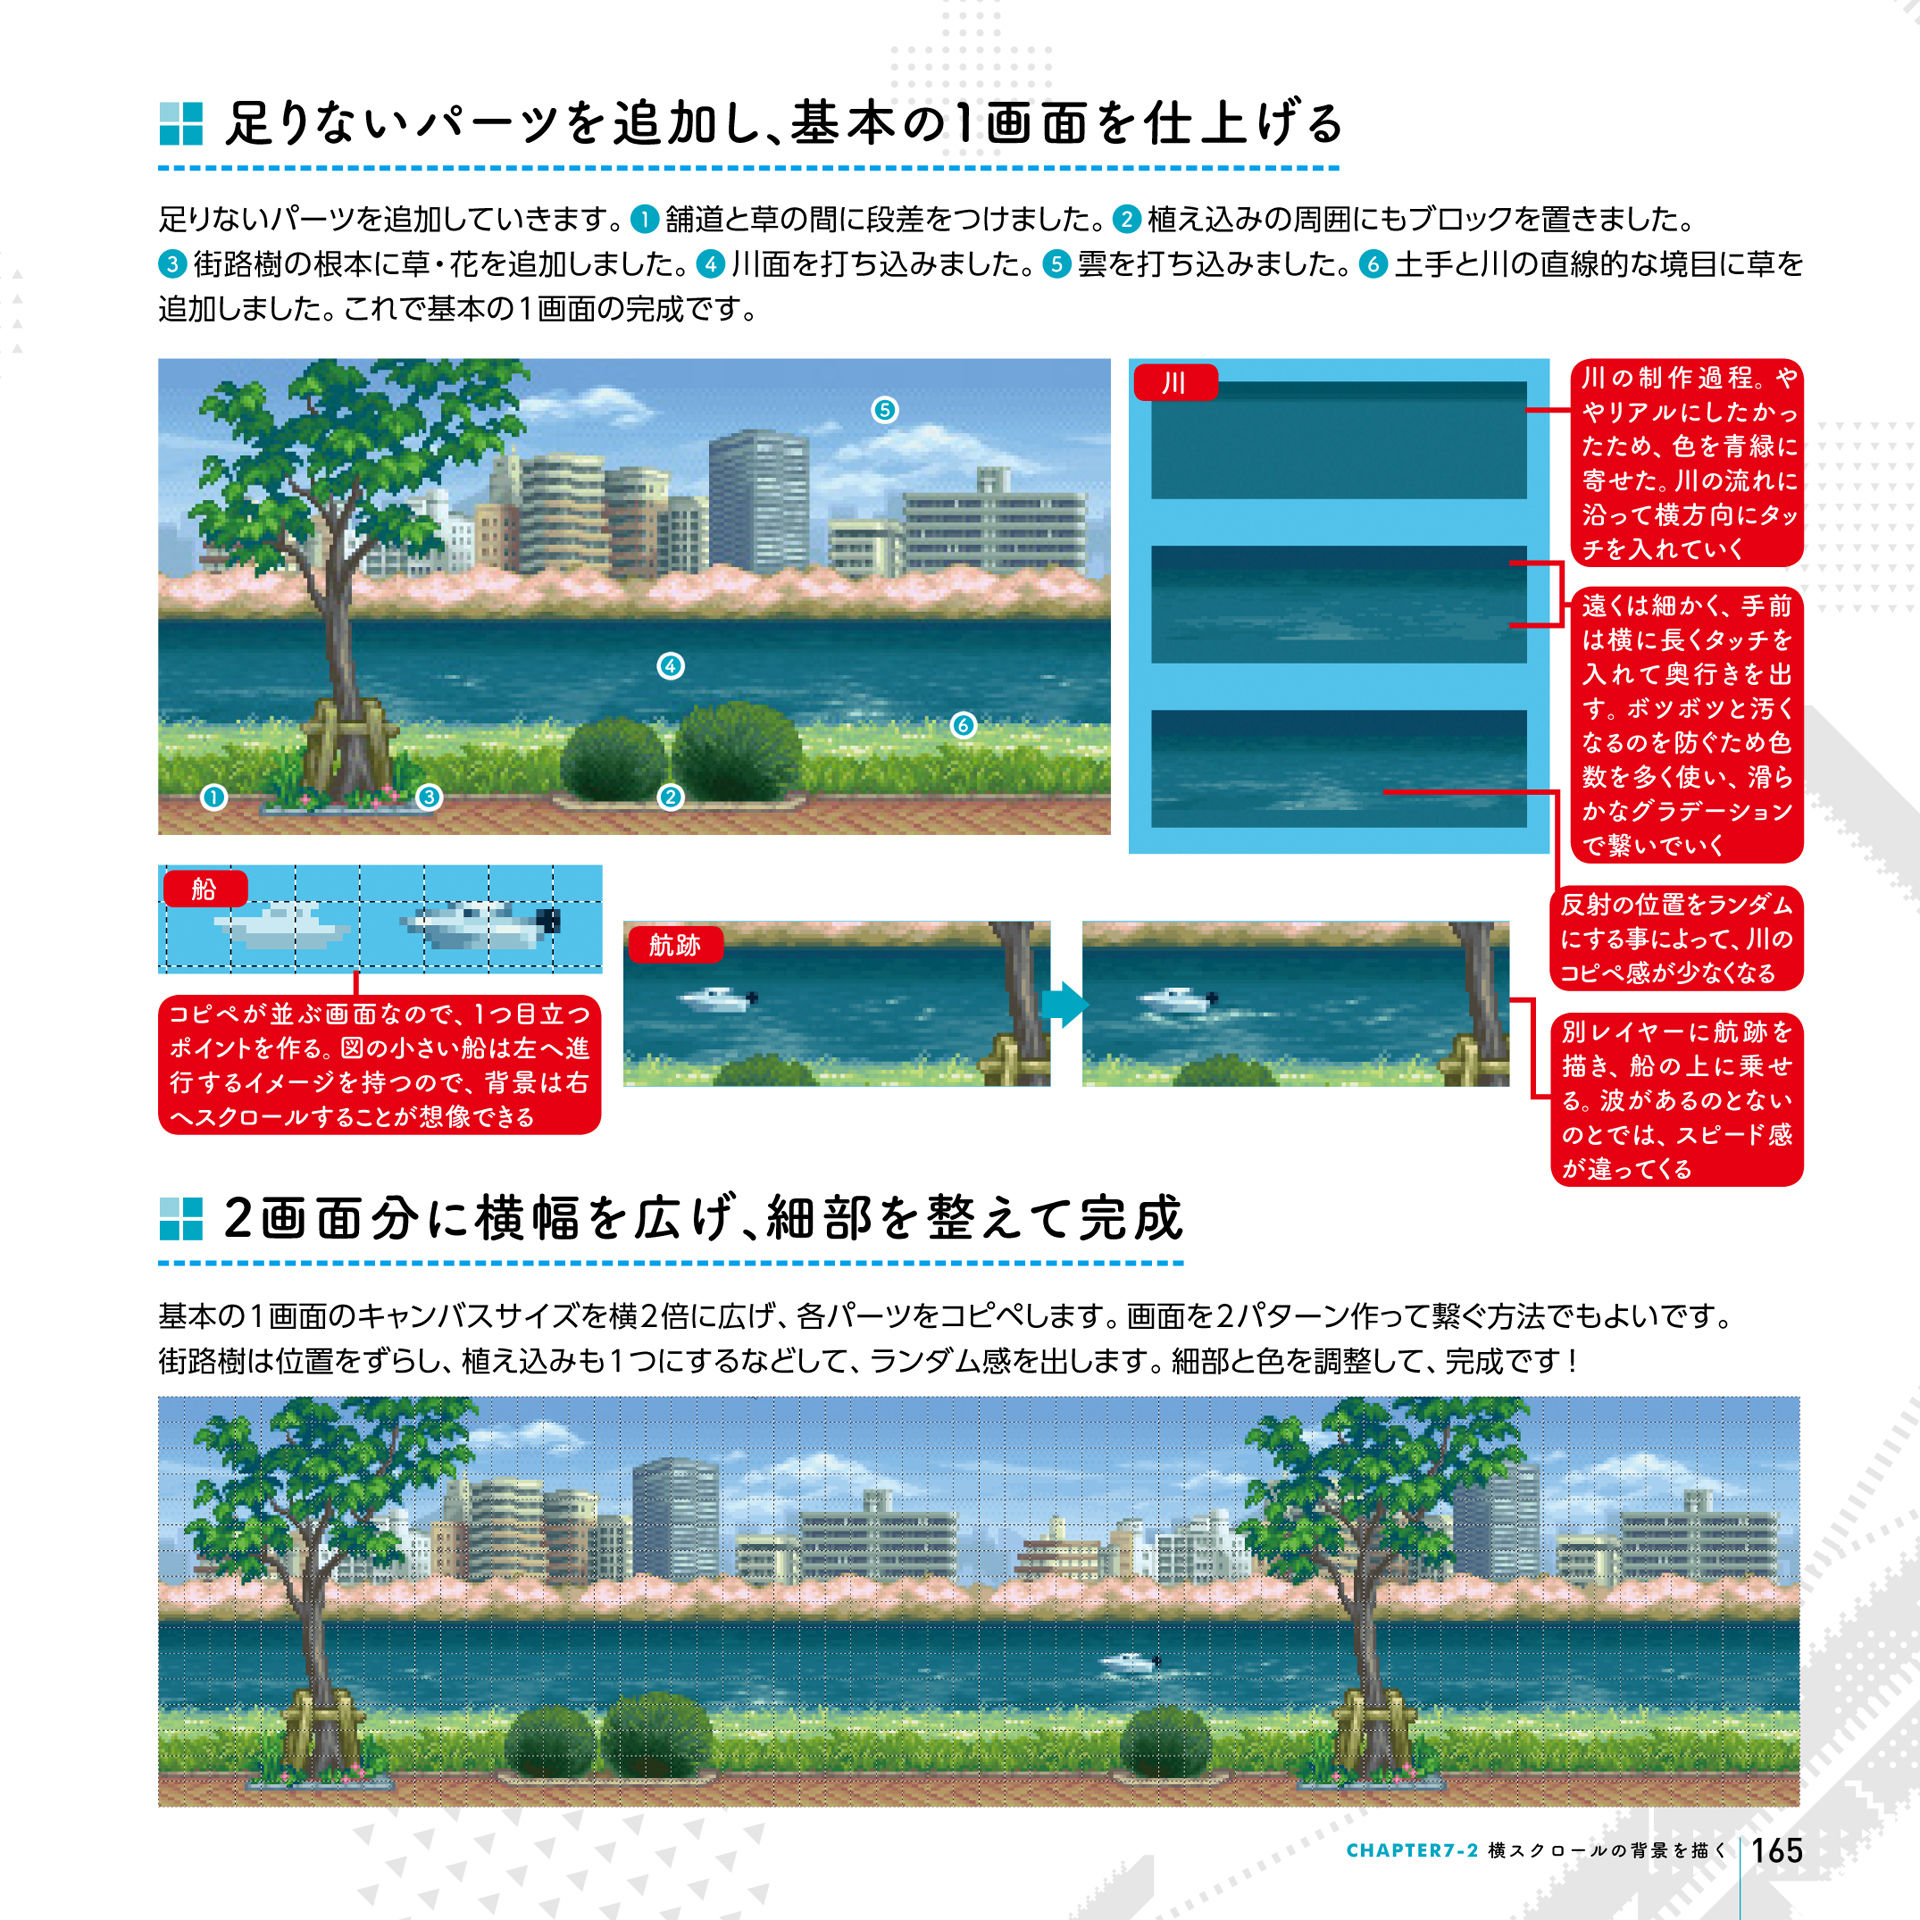 足りないパーツを追加し、基本の1画面を仕上げる
足りないパーツを追加していきます。❶舗道と草の間に段差をつけました。❷植え込みの周囲にもブロックを置きました。
❸街路樹の根本に草・花を追加しました。❹川面を打ち込みました。❺雲を打ち込みました。❻土手と川の直線的な境目に草を
追加しました。これで基本の1画面の完成です。
❺
❹
❻
❶
❸
❷
川
川の制作過程。や
やリアルにしたかっ
たため、色を青緑に
寄せた。川の流れに
沿って横方向にタッ
チを入れていく
遠くは細かく、手前
は横に長くタッチを
入れて奥行きを出
す。ボツボツと汚く
なるのを防ぐため色
数を多く使い、滑ら
かなグラデーション
で繋いでいく
反射の位置をランダム
にする事によって、川の
コピペ感が少なくなる
船
コピペが並ぶ画面なので、1つ目立つ
ポイントを作る。図の小さい船は左へ進
行するイメージを持つので、背景は右
へスクロールすることが想像できる
航跡
別レイヤーに航跡を
描き、船の上に乗せ
る。波があるのとない
のとでは、スピード感
が違ってくる
2画面分に横幅を広げ、細部を整えて完成
基本の1画面のキャンバスサイズを横2倍に広げ、各パーツをコピペします。画面を2パターン作って繋ぐ方法でもよいです。
街路樹は位置をずらし、植え込みも1つにするなどして、ランダム感を出します。細部と色を調整して、完成です！
CHAPTER7-2 横スクロールの背景を描く 165